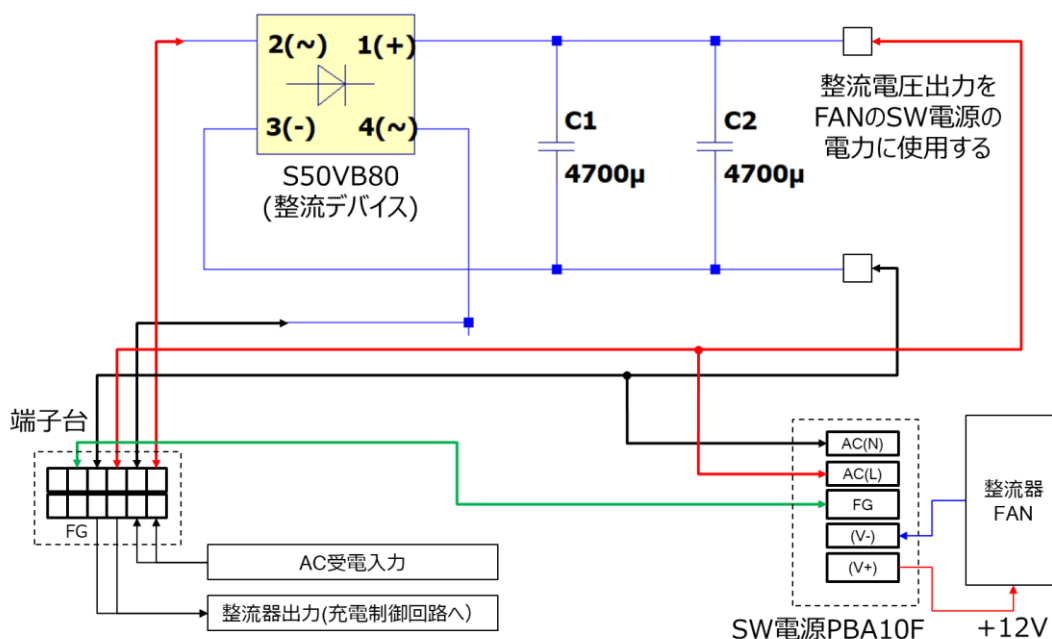 2(~) 1(+)
3(-) 4(~)
S50VB80
(整流デバイス)
C1
4700μ
C2
4700μ
整流電圧出力を
FANのSW電源の
電力に使用する
端子台
FG
AC受電入力
整流器出力(充電制御回路へ)
AC(N)
AC(L)
FG
(V-)
(V+)
整流器
FAN
SW電源PBA10F
+12V